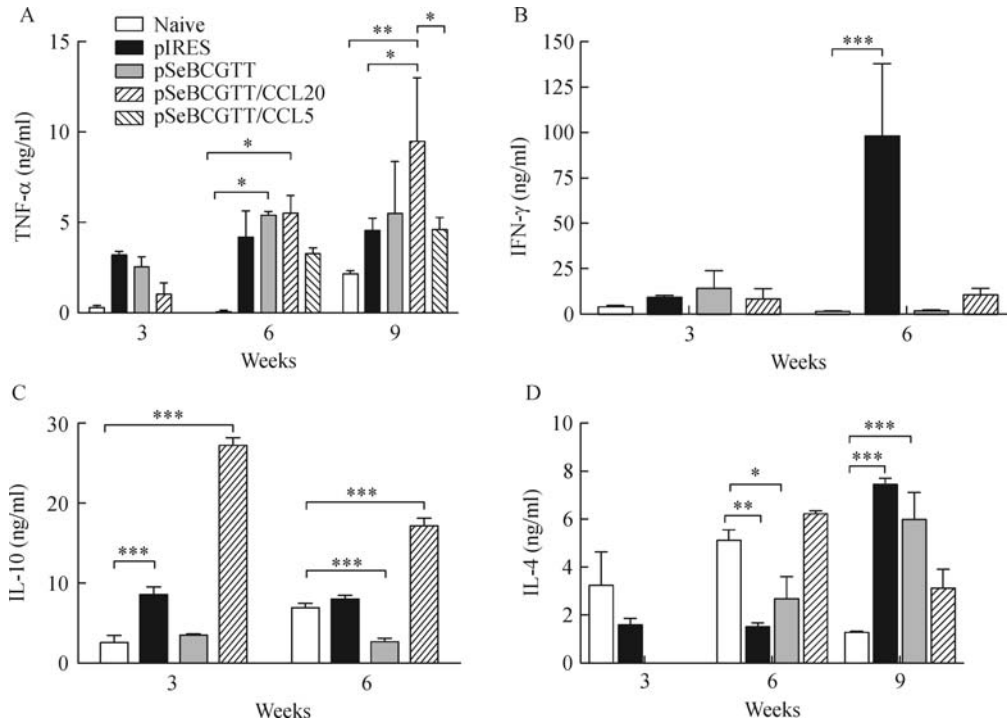 A
TNF-α (ng/ml)
15
10
5
0
Naive
pIRES
pSeBCGTT
pSeBCGTT/CCL20
pSeBCGTT/CCL5
*
*
**
*
*
3
6
9
Weeks
B
IFN-γ (ng/ml)
150
125
100
75
50
25
0
***
3
6
Weeks
C
IL-10 (ng/ml)
30
20
10
0
***
***
***
***
3
6
Weeks
D
IL-4 (ng/ml)
10
8
6
4
2
0
*
**
***
***
3
6
9
Weeks